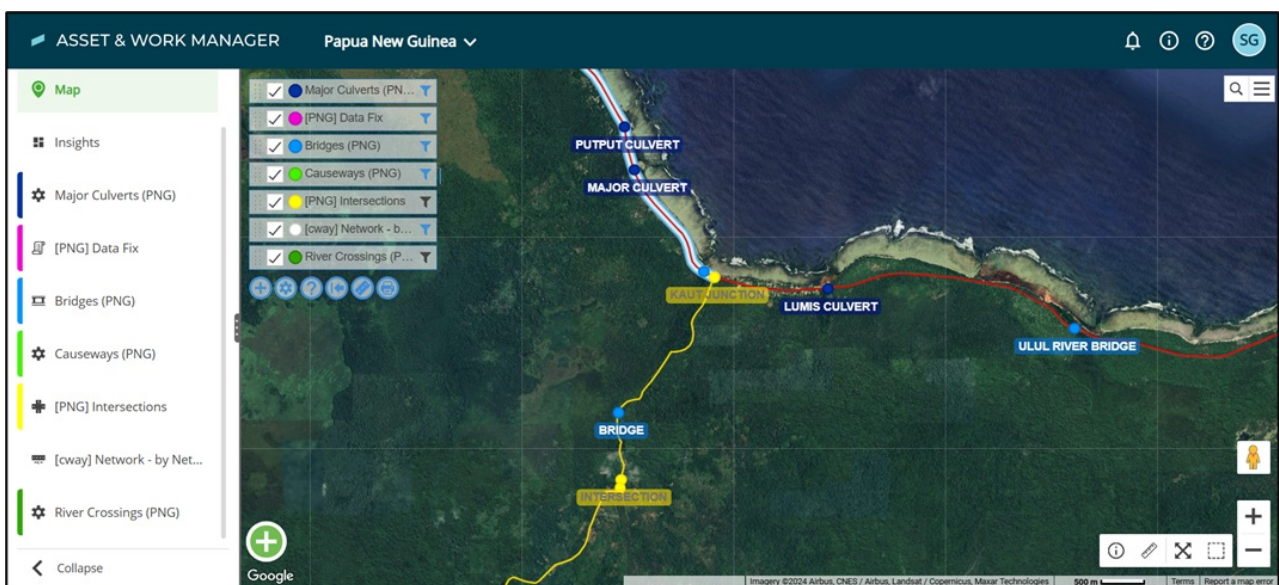 ASSET & WORK MANAGER
Papua New Guinea
SG
Map
Insights
Major Culverts (PNG)
[PNG] Data Fix
Bridges (PNG)
Causeways (PNG)
[PNG] Intersections
[cway] Network - by Net...
River Crossings (PNG)
Collapse
Major Culverts (PN...
[PNG] Data Fix
Bridges (PNG)
Causeways (PNG)
[PNG] Intersections
[cway] Network - b...
River Crossings (P...
PUTPUT CULVERT
MAJOR CULVERT
KAUT JUNCTION
LUMIS CULVERT
ULUL RIVER BRIDGE
BRIDGE
INTERSECTION
Google
Imagery ©2024 Airbus, CNES / Airbus, Landsat / Copernicus, Maxar Technologies
500 m
Terms
Report a map erro